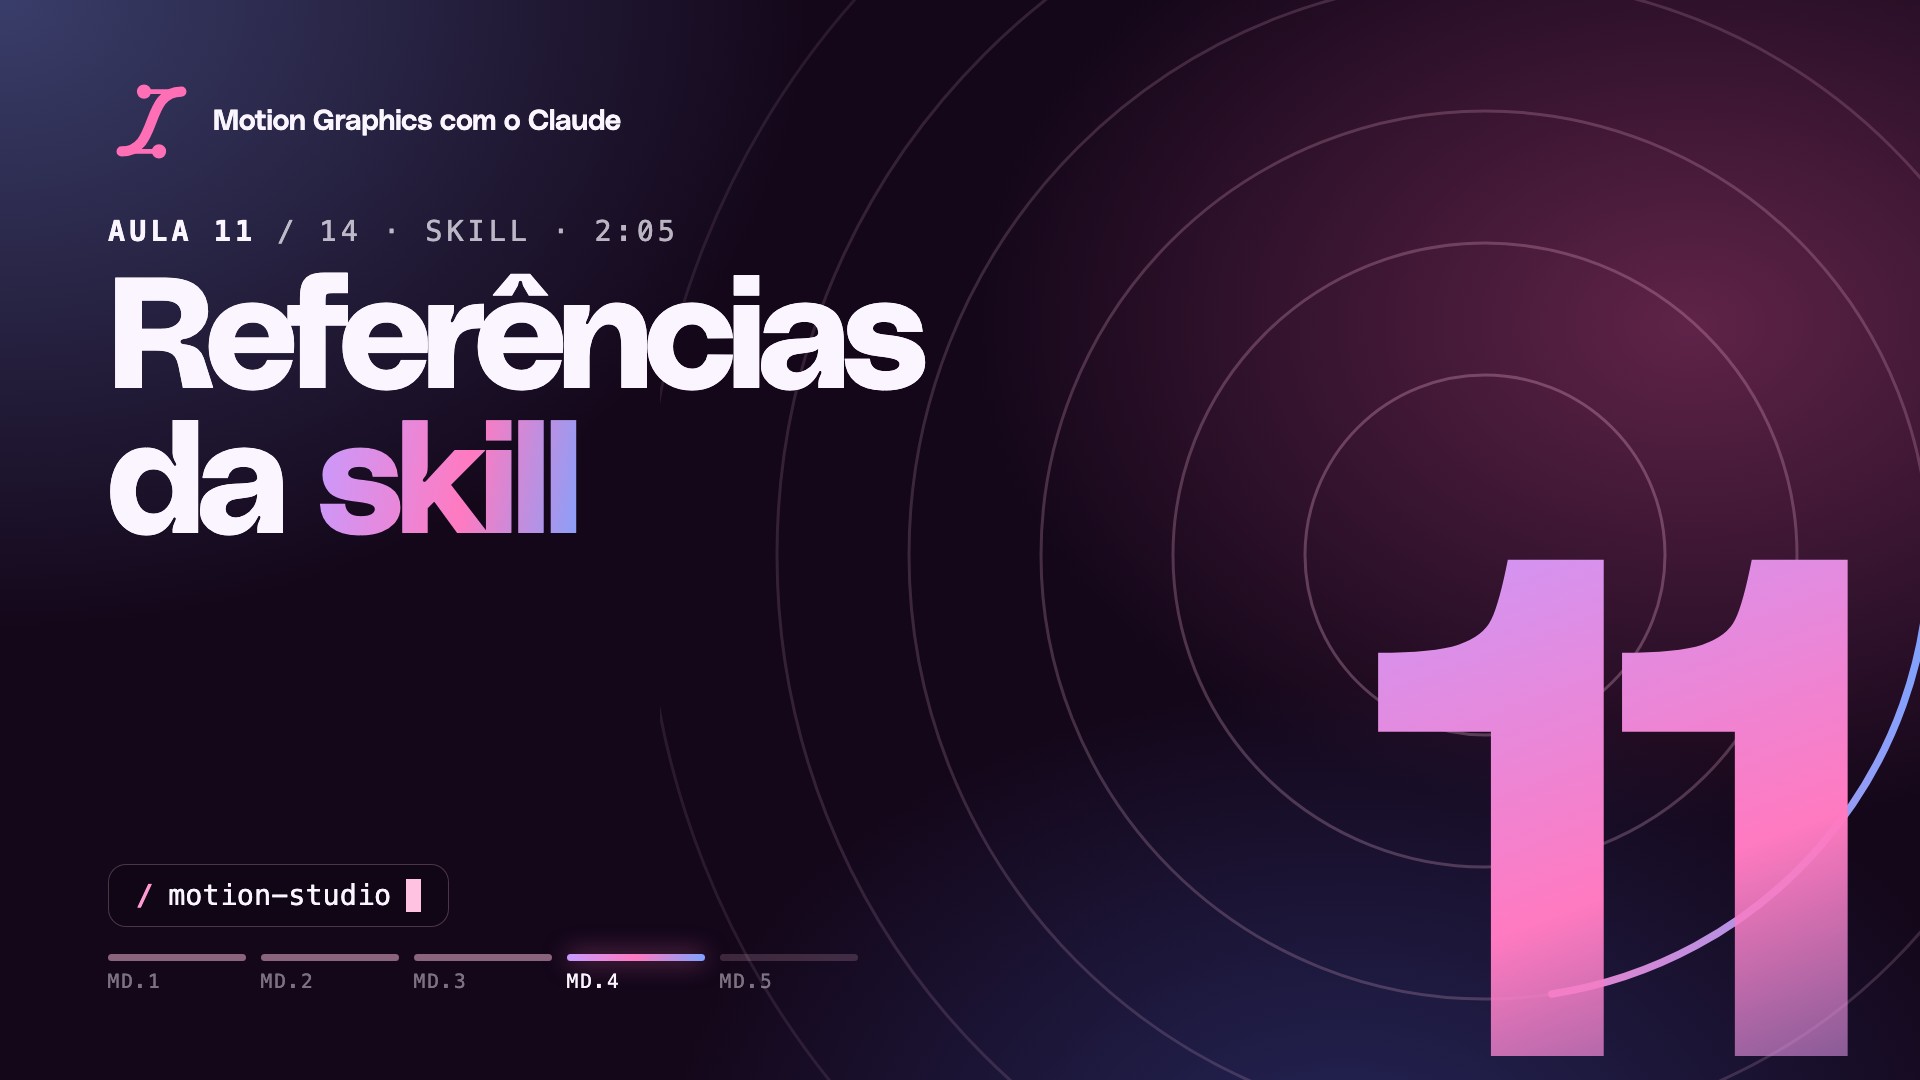 Motion Graphics com o Claude
AULA 11 / 14 · SKILL · 2:05
Referências
da skill
11
/ motion-studio
MD.1 MD.2 MD.3 MD.4 MD.5